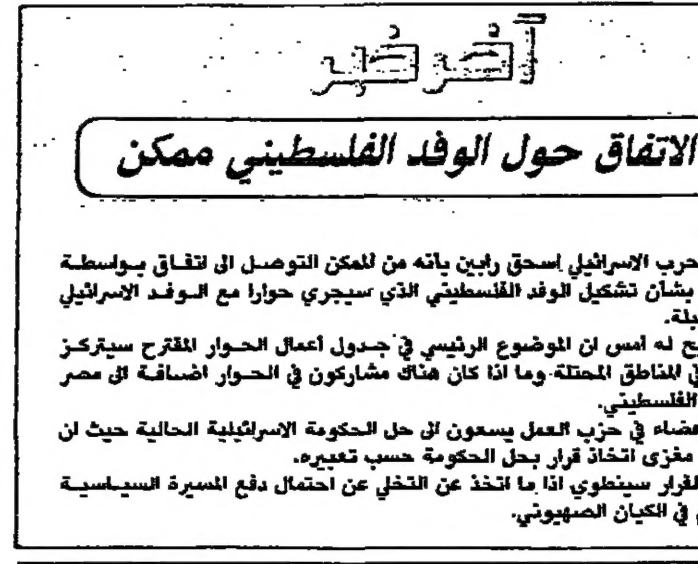 آخر خبر
الاتفاق حول الوفد الفلسطيني ممكن
حرب الاسرائيلي إسحق رابين بأنه من الممكن التوصل الى اتفاق بواسطة
بشأن تشكيل الوفد الفلسطيني الذي سيجري حوارا مع الوفد الاسرائيلي
يلة.
ح له أمس ان الموضوع الرئيسي في جدول أعمال الحوار المقترح سيتركز
ي المناطق المحتلة وما اذا كان هناك مشاركون في الحوار اضافة الى مصر
الفلسطيني.
عضاء في حزب العمل يسعون الى حل الحكومة الاسرائيلية الحالية حيث ان
مغزى اتخاذ قرار بحل الحكومة حسب تعبيره.
لقرار سينطوي اذا ما اتخذ عن التخلي عن احتمال دفع المسيرة السياسية
ي في الكيان الصهيوني.